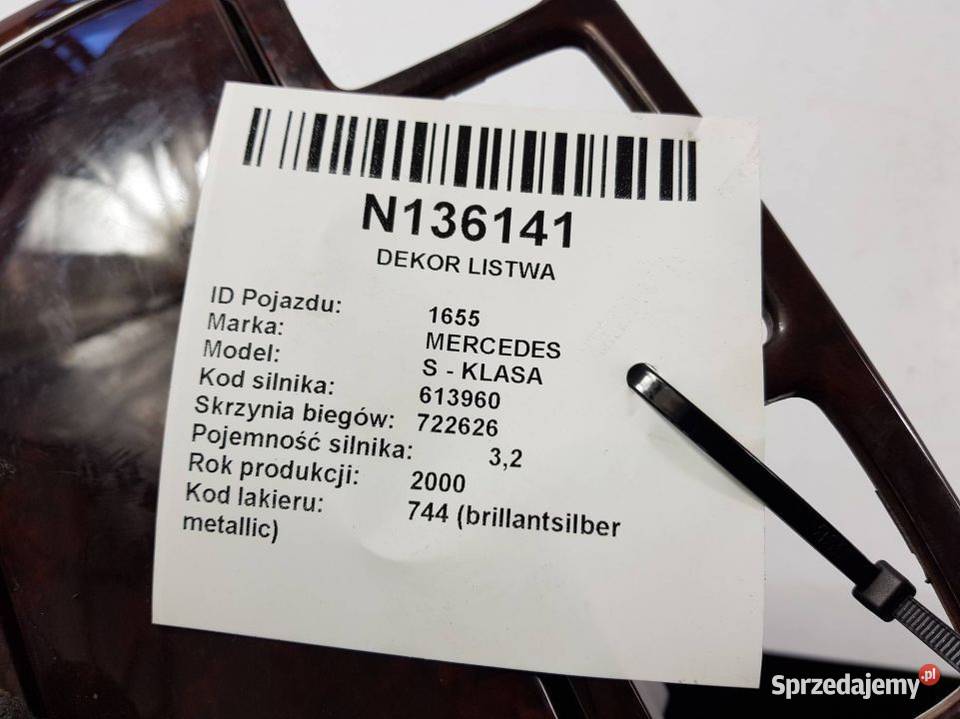 N136141
DEKOR LISTWA
ID Pojazdu: 1655
Marka: MERCEDES
Model: S - KLASA
Kod silnika: 613960
Skrzynia biegów: 722626
Pojemność silnika: 3,2
Rok produkcji: 2000
Kod lakieru: 744 (brillantsilber
metallic)
Sprzedajemy.pl